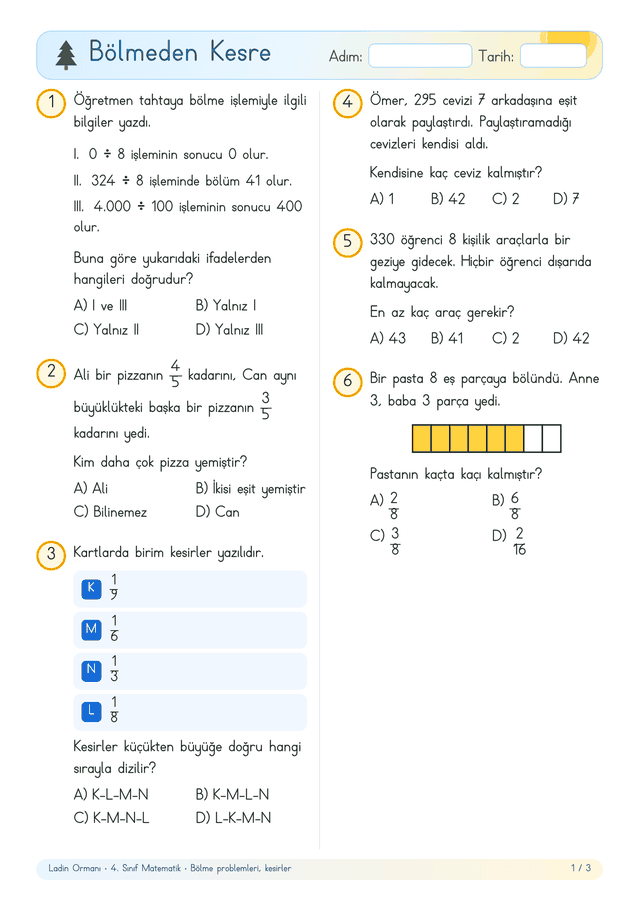 Bölmeden Kesre
Adım:
Tarih:
1
Öğretmen tahtaya bölme işlemiyle ilgili
bilgiler yazdı.
I. 0 ÷ 8 işleminin sonucu 0 olur.
II. 324 ÷ 8 işleminde bölüm 41 olur.
III. 4.000 ÷ 100 işleminin sonucu 400
olur.
Buna göre yukarıdaki ifadelerden
hangileri doğrudur?
A) I ve III
B) Yalnız I
C) Yalnız II
D) Yalnız III
2
Ali bir pizzanın 4/5 kadarını, Can aynı
büyüklükteki başka bir pizzanın 3/5
kadarını yedi.
Kim daha çok pizza yemiştir?
A) Ali
B) İkisi eşit yemiştir
C) Bilinemez
D) Can
3
Kartlarda birim kesirler yazılıdır.
K 1/9
M 1/6
N 1/3
L 1/8
Kesirler küçükten büyüğe doğru hangi
sırayla dizilir?
A) K-L-M-N
B) K-M-L-N
C) K-M-N-L
D) L-K-M-N
4
Ömer, 295 cevizi 7 arkadaşına eşit
olarak paylaştırdı. Paylaştıramadığı
cevizleri kendisi aldı.
Kendisine kaç ceviz kalmıştır?
A) 1
B) 42
C) 2
D) 7
5
330 öğrenci 8 kişilik araçlarla bir
geziye gidecek. Hiçbir öğrenci dışarıda
kalmayacak.
En az kaç araç gerekir?
A) 43
B) 41
C) 2
D) 42
6
Bir pasta 8 eş parçaya bölündü. Anne
3, baba 3 parça yedi.
Pastanın kaçta kaçı kalmıştır?
A) 2/8
B) 6/8
C) 3/8
D) 2/16
Ladin Ormanı · 4. Sınıf Matematik · Bölme problemleri, kesirler
1 / 3